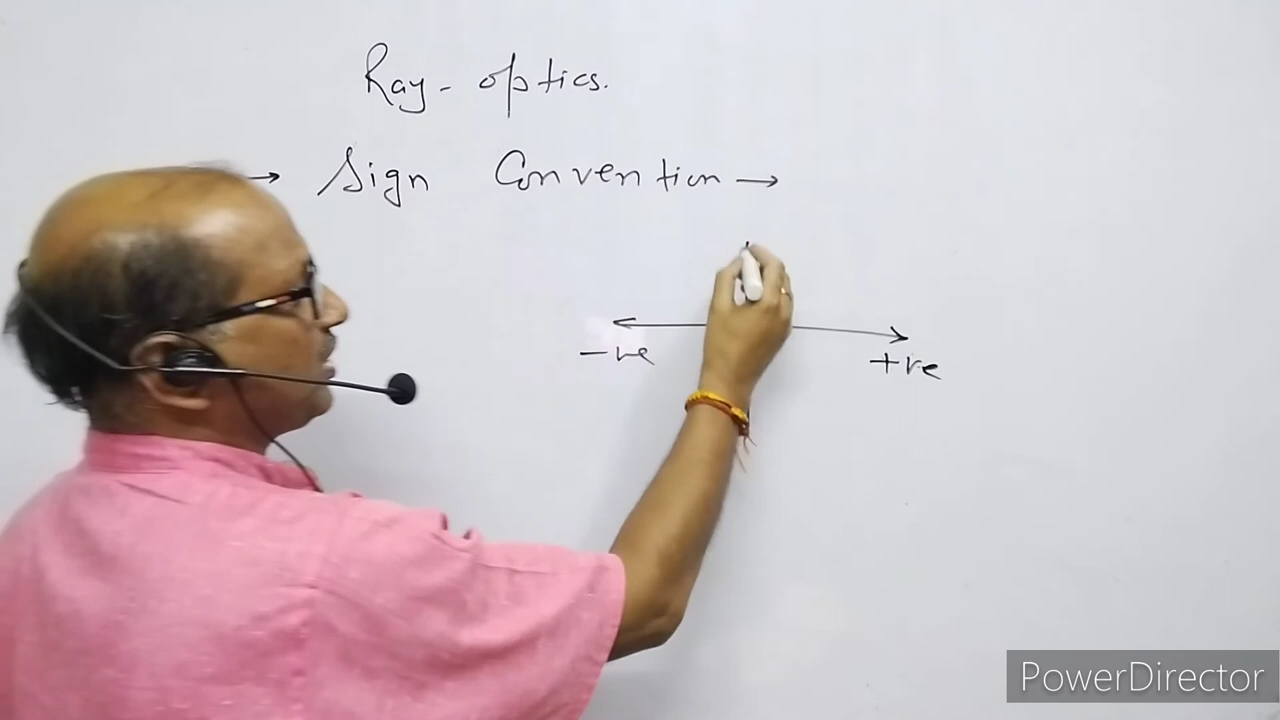 Ray - optics.
→ Sign Convention →
-ve +ve
PowerDirector